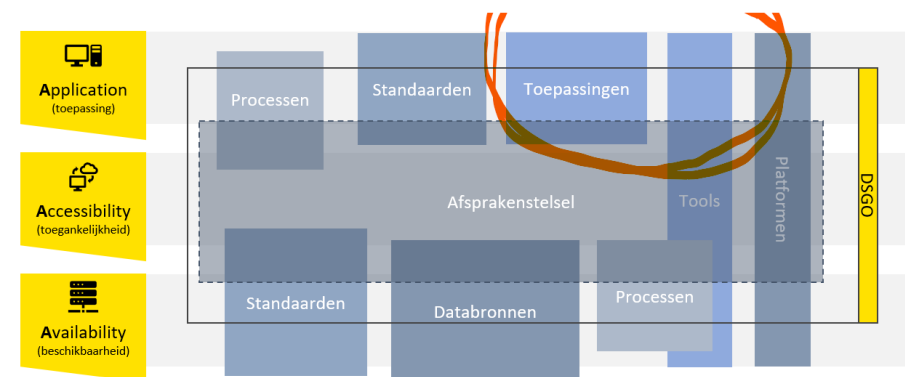 Application
(toepassing)
Processen
Standaarden
Toepassingen
Accessibility
(toegankelijkheid)
Afsprakenstelsel
Tools
Platformen
DSGO
Availability
(beschikbaarheid)
Standaarden
Databronnen
Processen